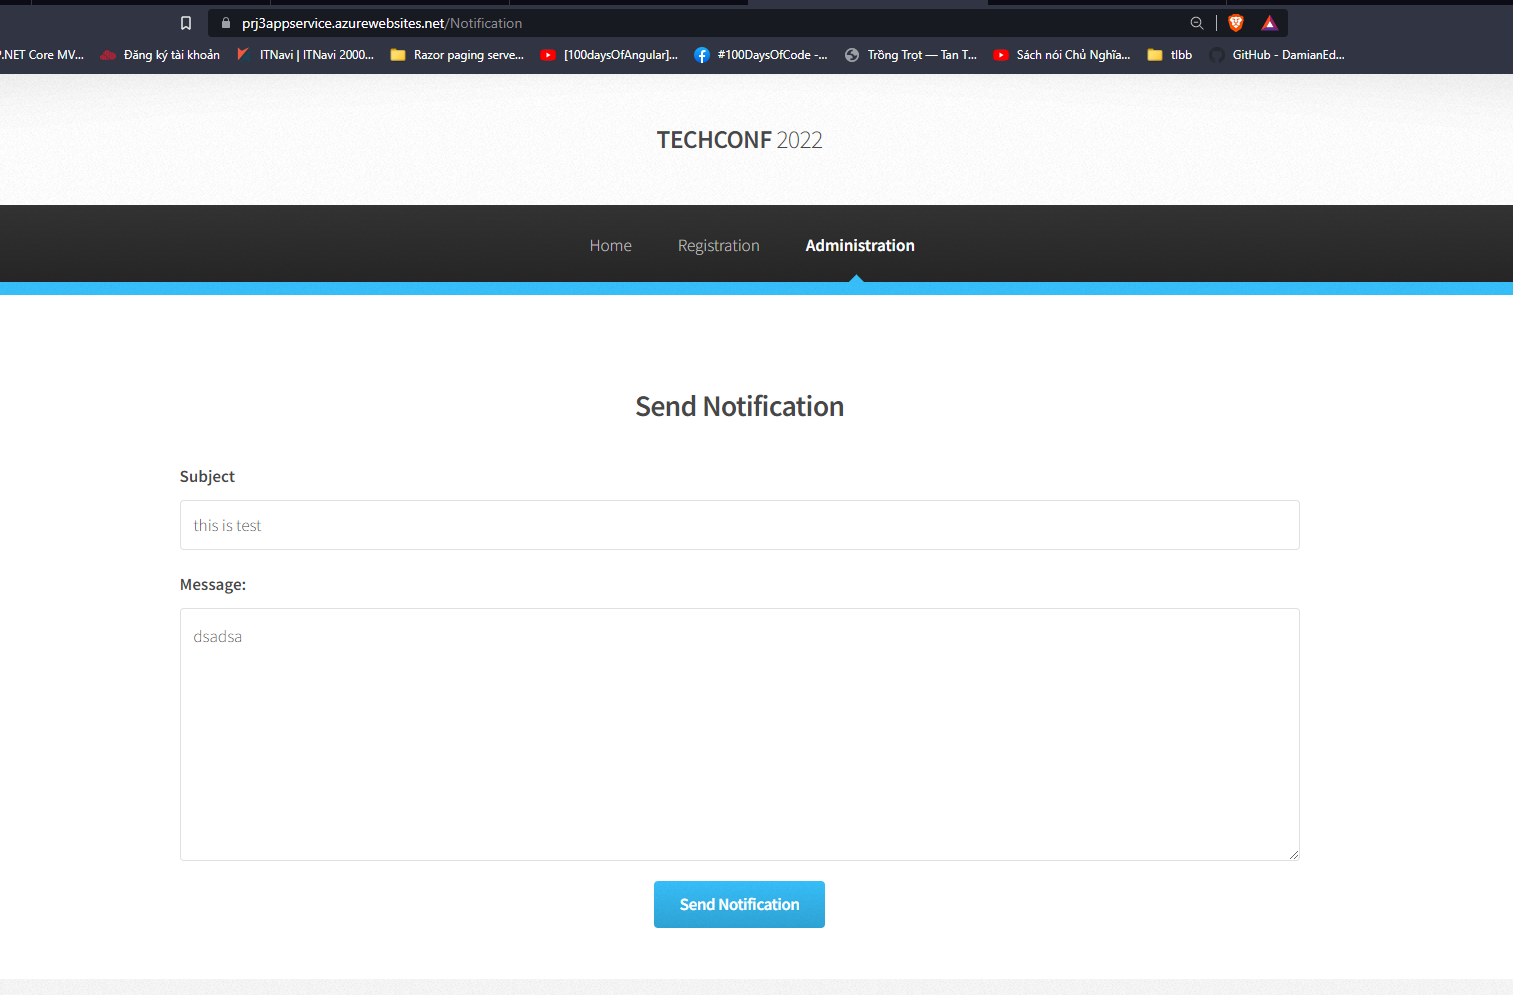 prj3appservice.azurewebsites.net/Notification
.NET Core MV... Đăng ký tài khoản ITNavi | ITNavi 2000... Razor paging serve... [100daysOfAngular]... #100DaysOfCode -... Trồng Trọt — Tan T... Sách nói Chủ Nghĩa... tlbb GitHub - DamianEd...
TECHCONF 2022
Home Registration Administration
Send Notification
Subject
this is test
Message:
dsadsa
Send Notification